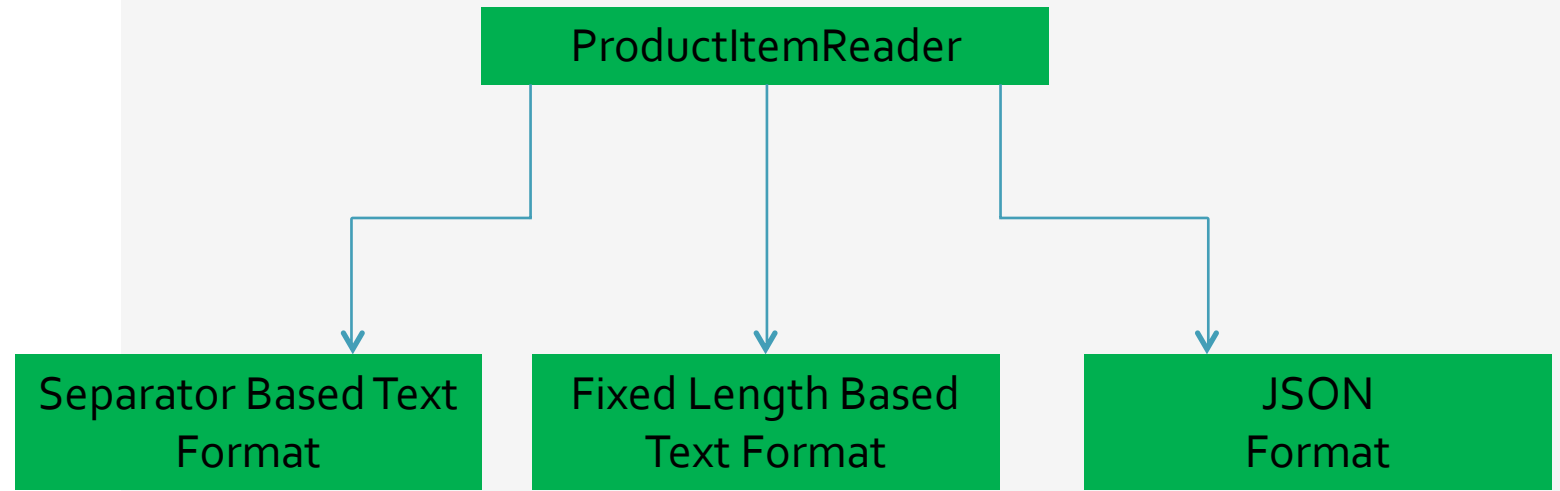 ProductItemReader
Separator Based Text
Format
Fixed Length Based
Text Format
JSON
Format